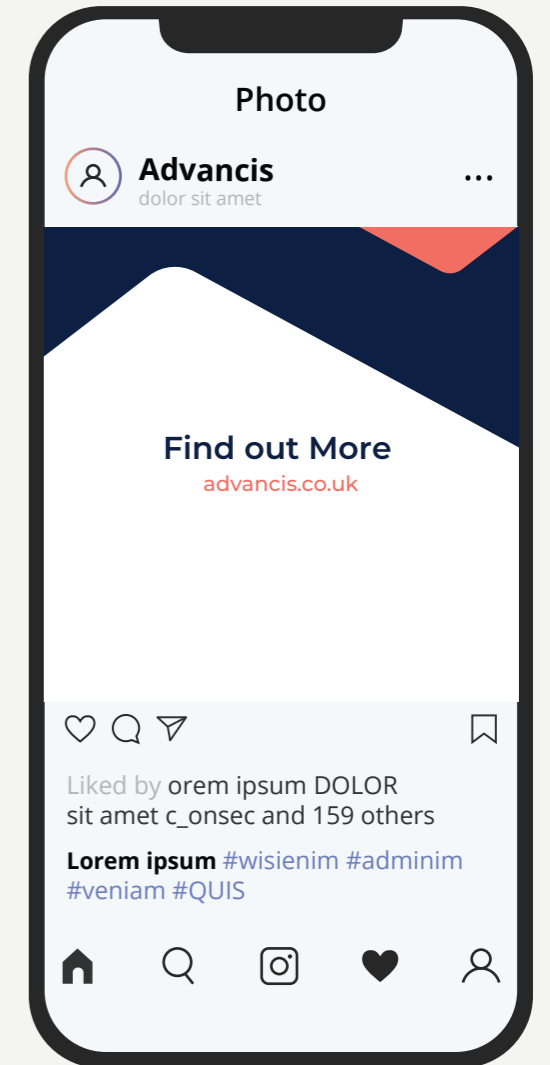 Photo
Advancis
dolor sit amet
Find out More
advancis.co.uk
Liked by orem ipsum DOLOR
sit amet c_onsec and 159 others
Lorem ipsum #wisienim #adminim
#veniam #QUIS